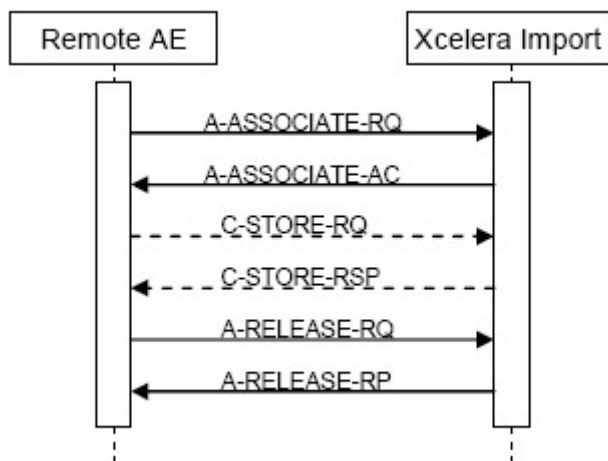 Remote AE
Xcelera Import
A-ASSOCIATE-RQ
A-ASSOCIATE-AC
C-STORE-RQ
C-STORE-RSP
A-RELEASE-RQ
A-RELEASE-RP